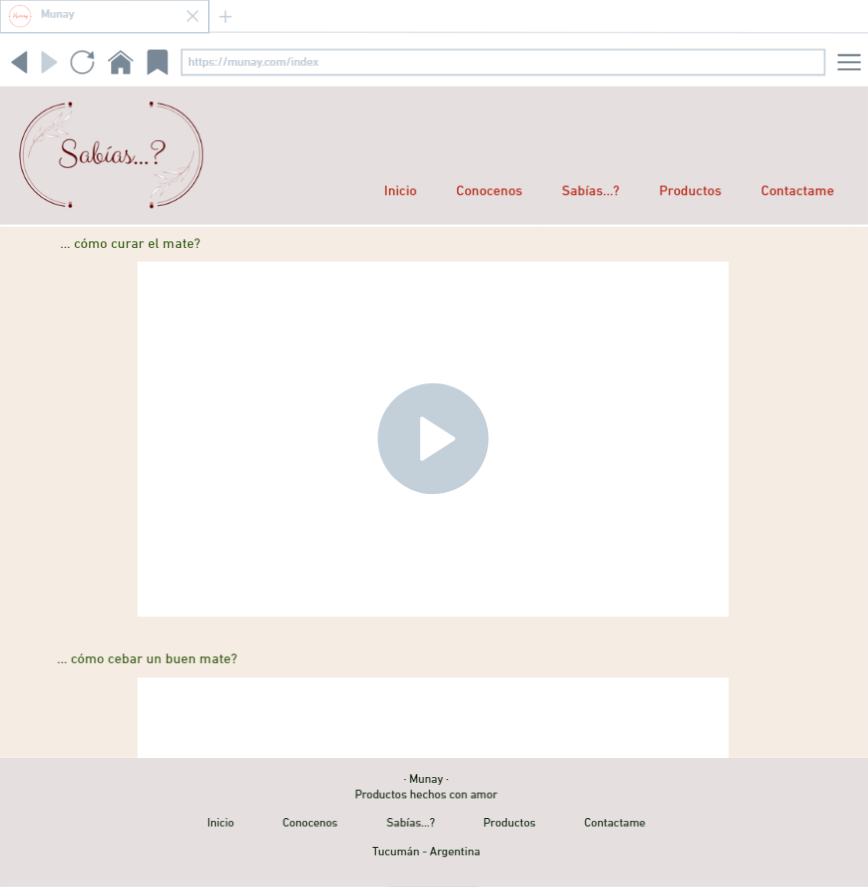 Munay
https://munay.com/index
Sabías...?
Inicio Conocenos Sabías...? Productos Contactame
... cómo curar el mate?
... cómo cebar un buen mate?
· Munay ·
Productos hechos con amor
Inicio Conocenos Sabías...? Productos Contactame
Tucumán - Argentina